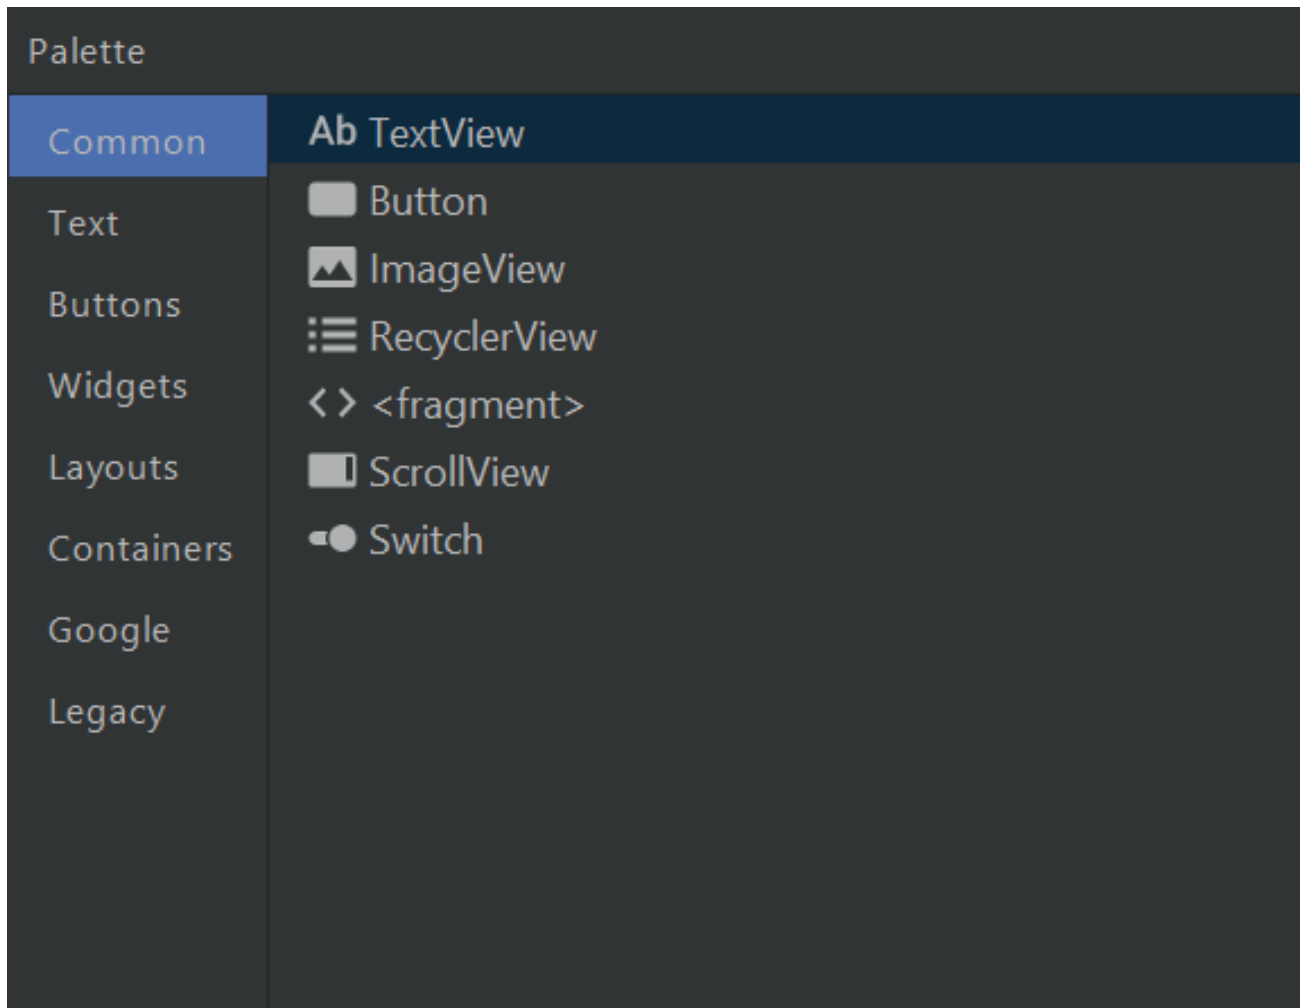 Palette
Common
Text
Buttons
Widgets
Layouts
Containers
Google
Legacy
Ab TextView
Button
ImageView
RecyclerView
<> <fragment>
ScrollView
Switch